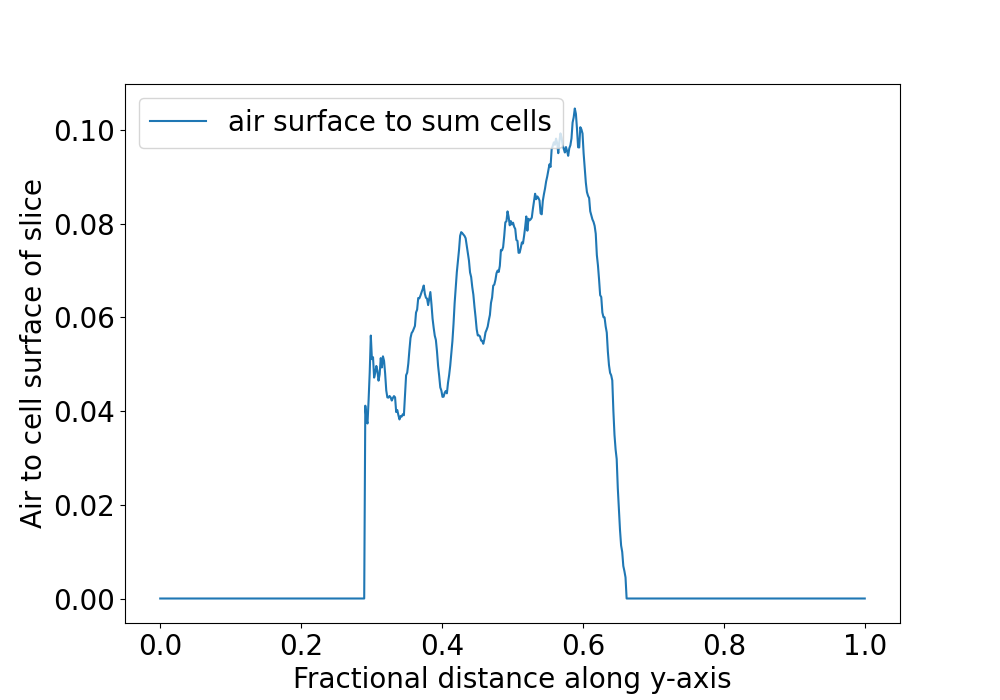 air surface to sum cells
0.10
0.08
0.06
0.04
0.02
0.00
Air to cell surface of slice
0.0 0.2 0.4 0.6 0.8 1.0
Fractional distance along y-axis